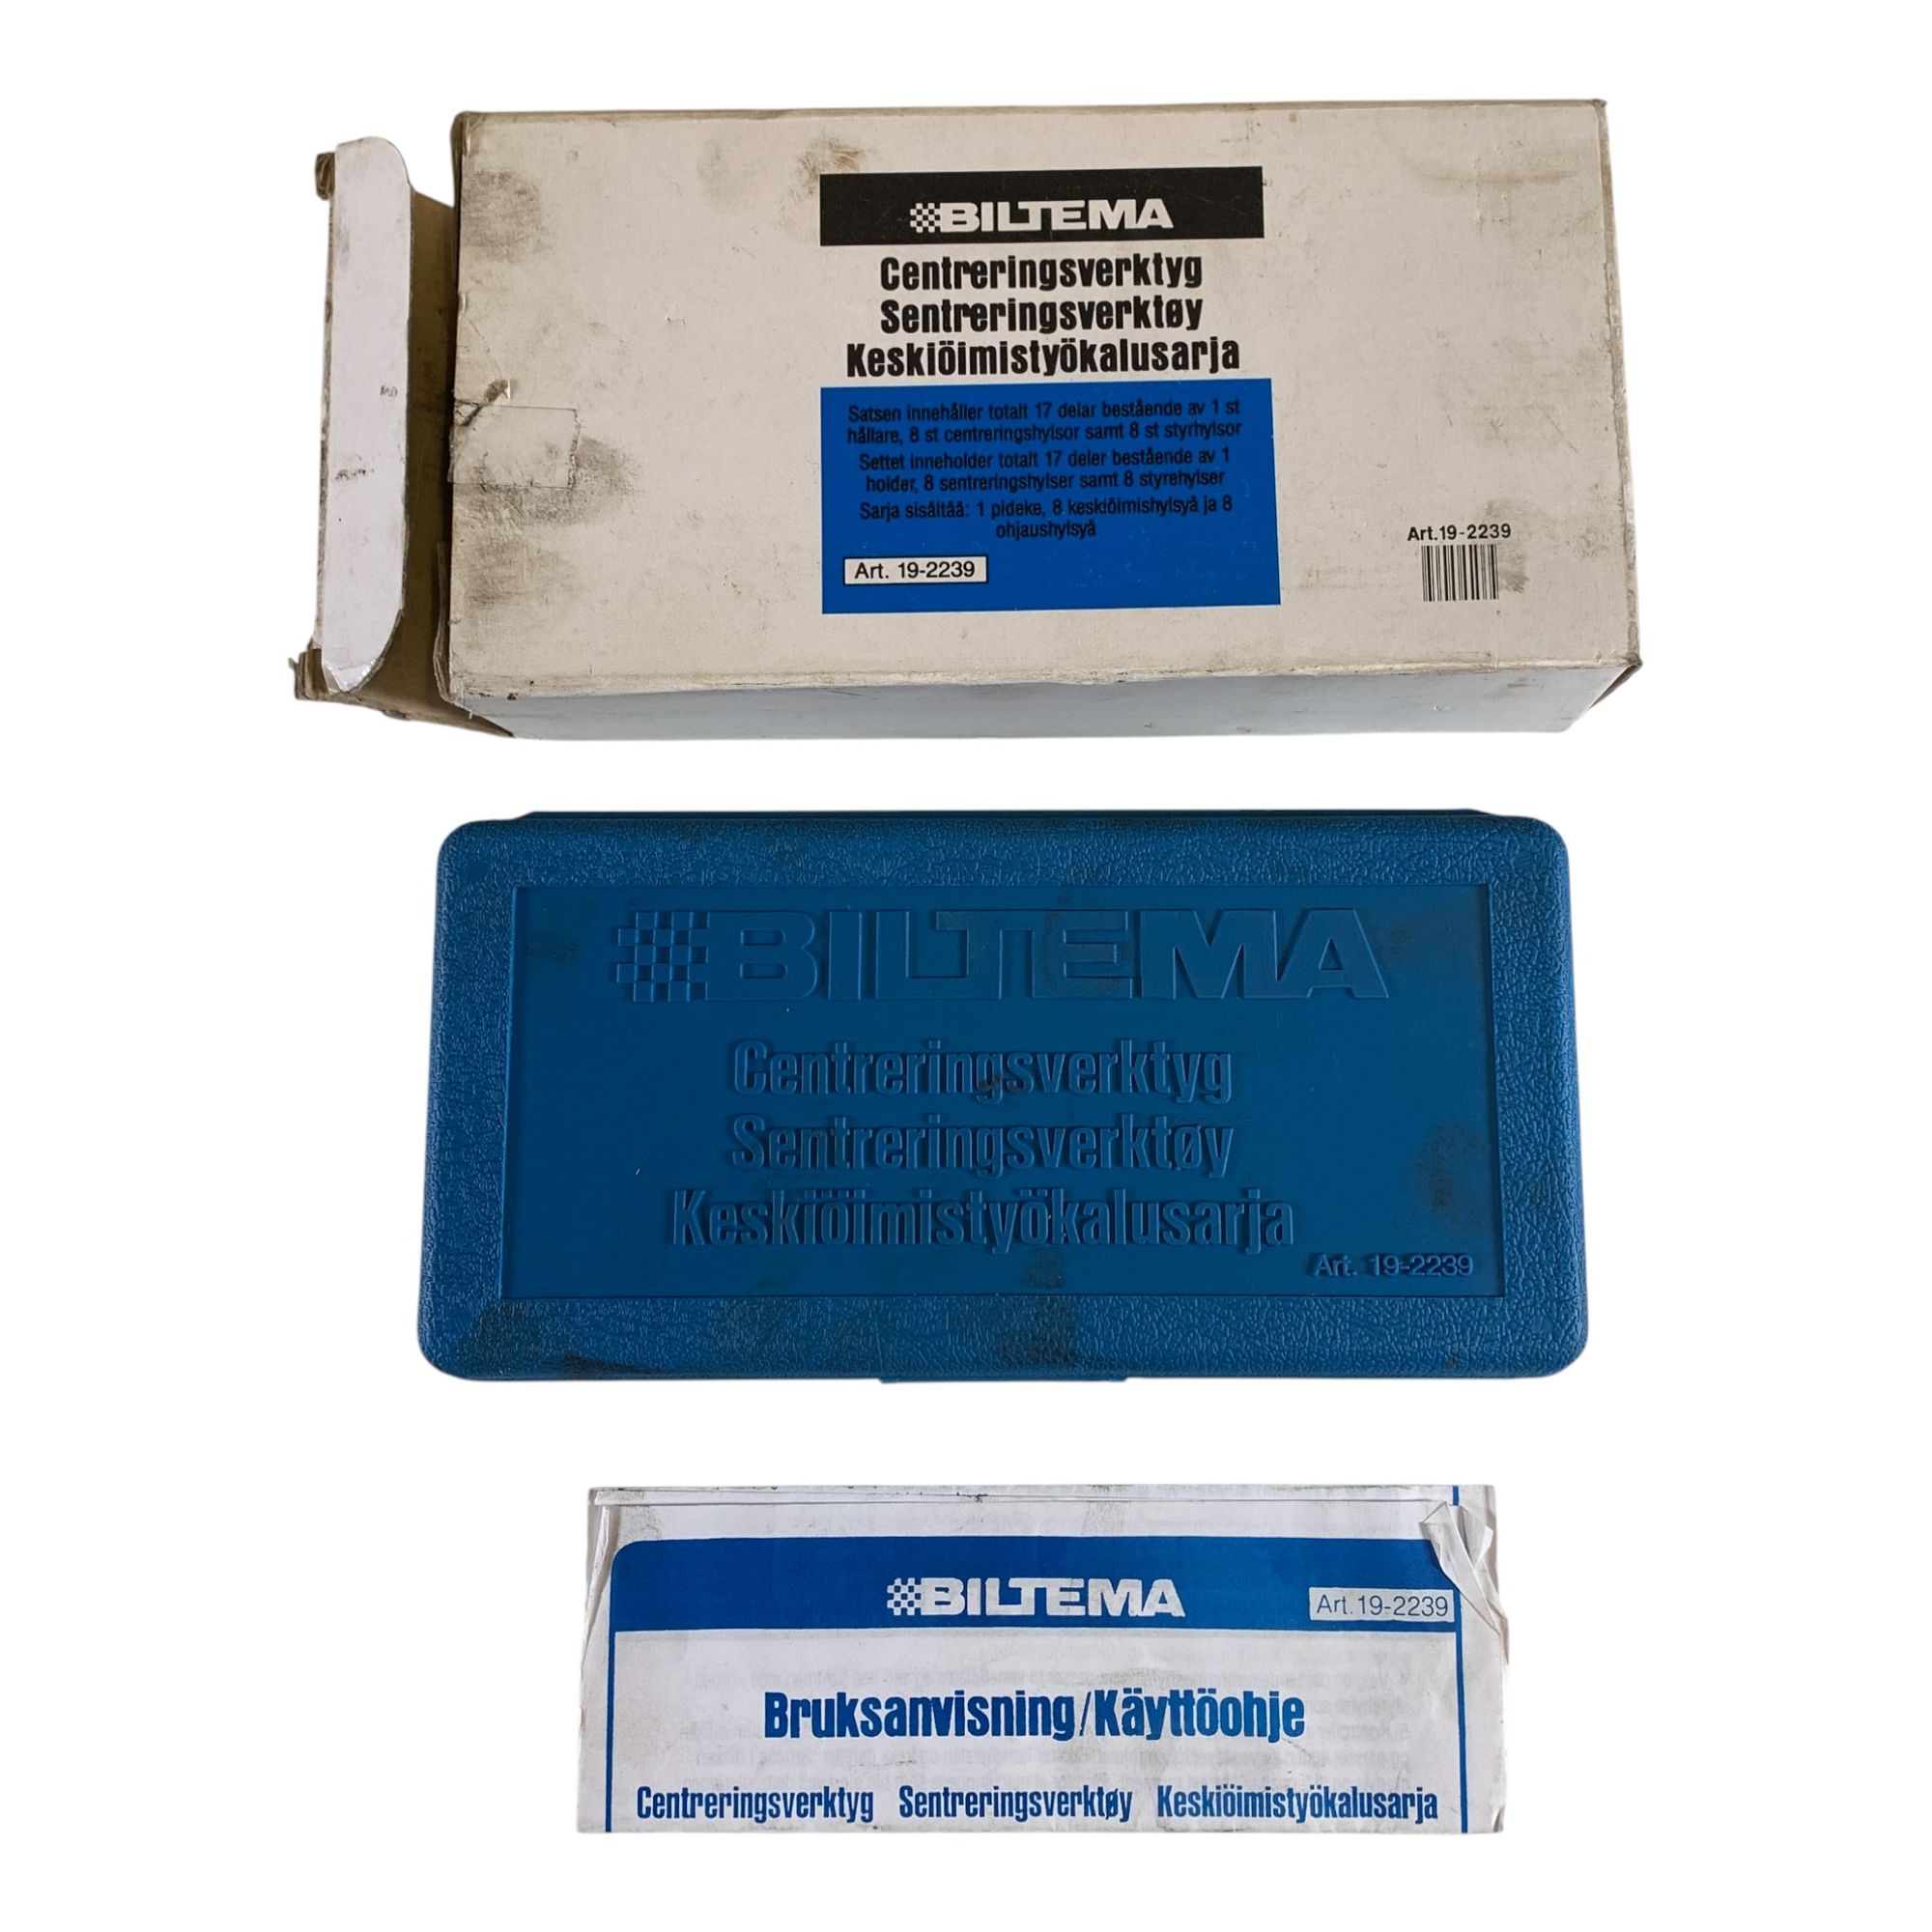 BILTEMA
Centreringsverktyg
Sentreringsverktøy
Keskiöimistyökalusarja
Satsen innehåller totalt 17 delar bestående av 1 st
hållare, 8 st centreringshylsor samt 8 st styrhylsor
Settet inneholder totalt 17 deler bestående av 1
holder, 8 sentreringshylser samt 8 styrehylser
Sarja sisältää: 1 pideke, 8 keskiöimishylsyä ja 8
ohjaushylsyä
Art. 19-2239
Art.19-2239
BILTEMA
Centreringsverktyg
Sentreringsverktøy
Keskiöimistyökalusarja
Art. 19-2239
BILTEMA
Art.19-2239
Bruksanvisning/Käyttöohje
Centreringsverktyg Sentreringsverktøy Keskiöimistyökalusarja